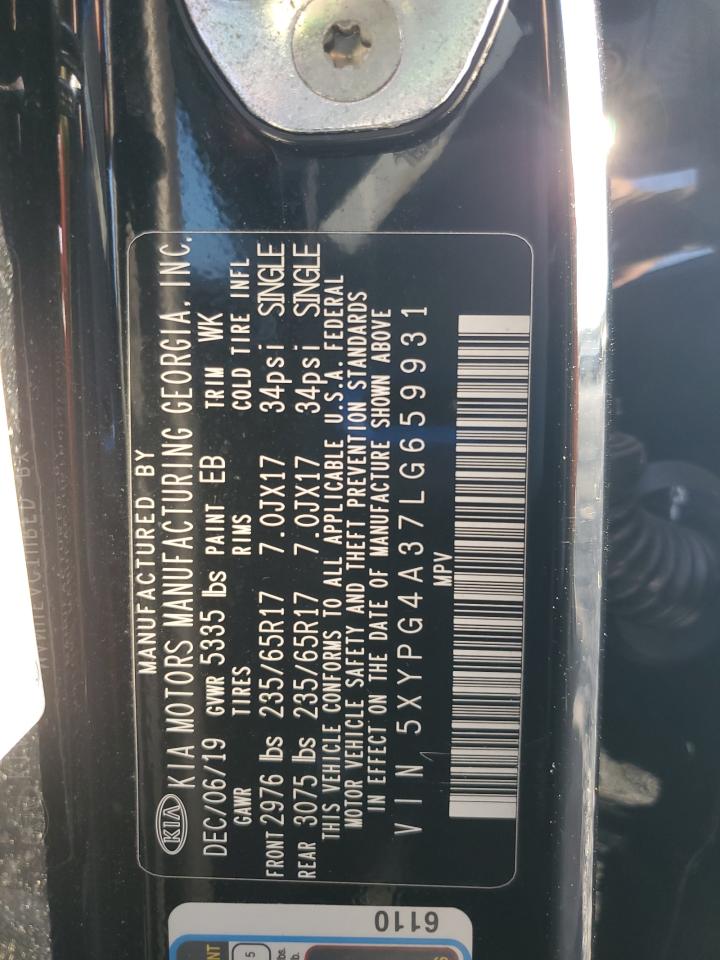 MANUFACTURED BY
KIA KIA MOTORS MANUFACTURING GEORGIA, INC.
DEC/06/19 GVWR 5335 lbs PAINT EB TRIM WK
GAWR TIRES RIMS COLD TIRE INFL
FRONT 2976 lbs 235/65R17 7.0JX17 34psi SINGLE
REAR 3075 lbs 235/65R17 7.0JX17 34psi SINGLE
THIS VEHICLE CONFORMS TO ALL APPLICABLE U.S.A. FEDERAL
MOTOR VEHICLE SAFETY AND THEFT PREVENTION STANDARDS
IN EFFECT ON THE DATE OF MANUFACTURE SHOWN ABOVE
VIN 5XYPG4A37LG659931
MPV
6110
5